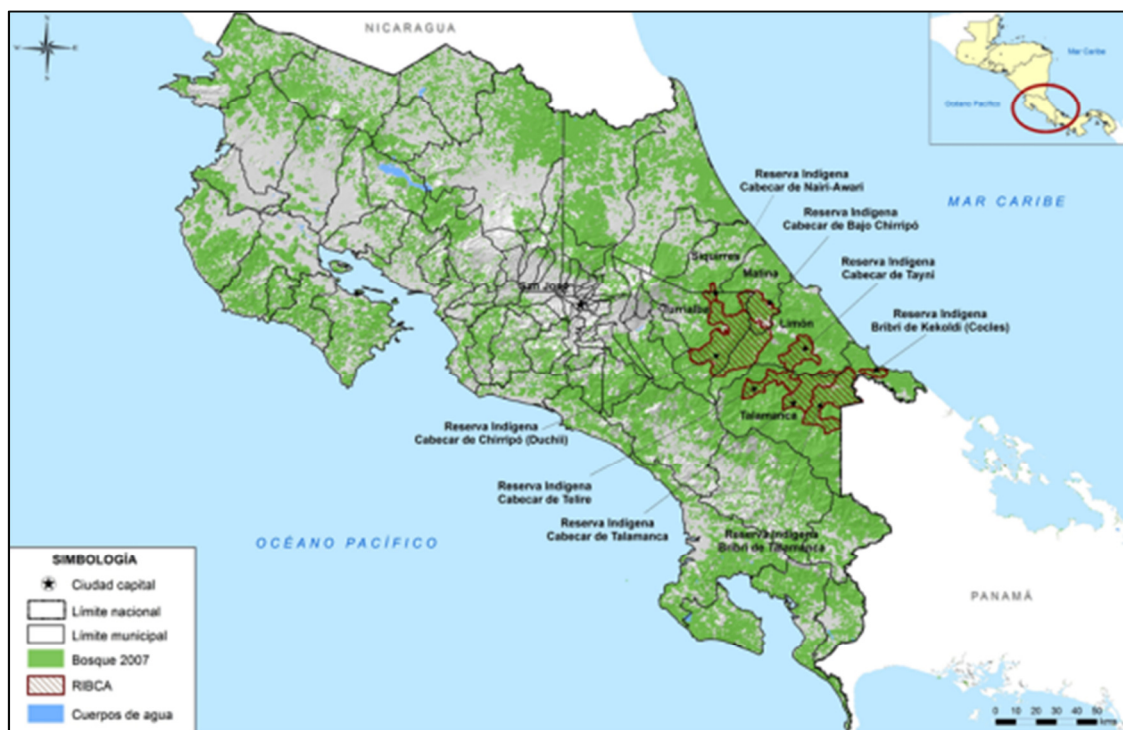 NICARAGUA
Mar Caribe
Océano Pacífico
MAR CARIBE
Reserva Indígena
Cabecar de Nairi-Awari
Reserva Indígena
Cabecar de Bajo Chirripó
Reserva Indígena
Cabecar de Tayni
Reserva Indígena
Bribri de Kekoldi (Cocles)
Siquirres
Matina
San José
Turrialba
Limón
Talamanca
Reserva Indígena
Cabecar de Chirripó (Duchii)
Reserva Indígena
Cabecar de Telire
Reserva Indígena
Cabecar de Talamanca
Reserva Indígena
Bribri de Talamanca
OCÉANO PACÍFICO
PANAMÁ
SIMBOLOGÍA
Ciudad capital
Límite nacional
Límite municipal
Bosque 2007
RIBCA
Cuerpos de agua
0 10 20 30 40 50
kms